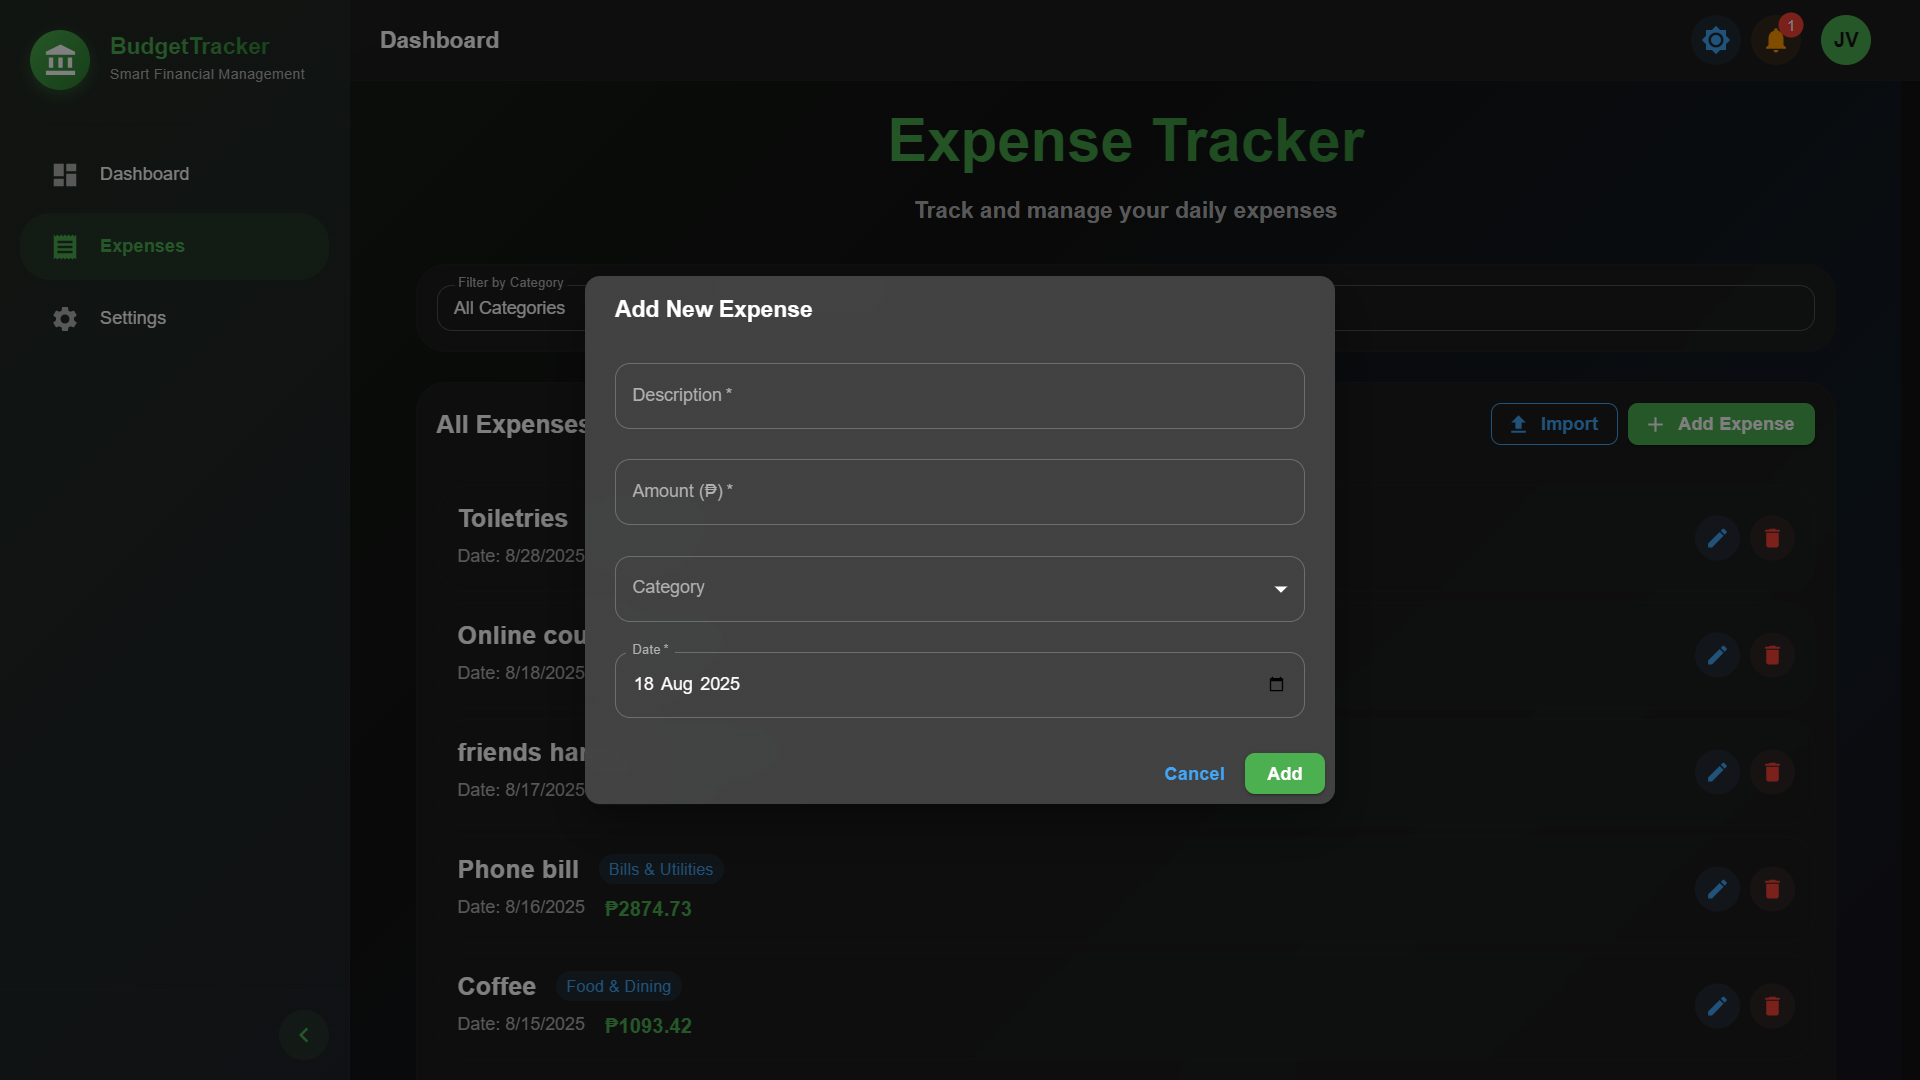 BudgetTracker
Smart Financial Management
Dashboard
Expenses
Settings
Dashboard
1
JV
Expense Tracker
Track and manage your daily expenses
Filter by Category
All Categories
All Expenses
Import
Add Expense
Toiletries
Date: 8/28/2025
Online cou
Date: 8/18/2025
friends har
Date: 8/17/2025
Phone bill
Bills & Utilities
Date: 8/16/2025
₱2874.73
Coffee
Food & Dining
Date: 8/15/2025
₱1093.42
Add New Expense
Description *
Amount (₱) *
Category
Date *
18 Aug 2025
Cancel
Add